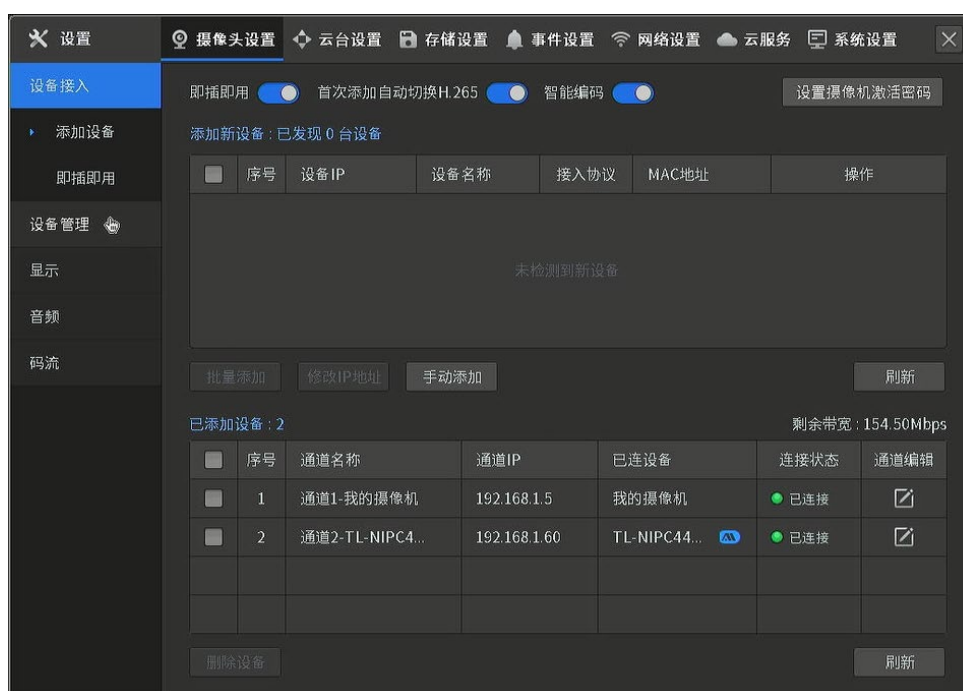 设置 摄像头设置 云台设置 存储设置 事件设置 网络设置 云服务 系统设置
设备接入
添加设备
即插即用
设备管理
显示
音频
码流
即插即用 首次添加自动切换H.265 智能编码 设置摄像机激活密码
添加新设备 : 已发现 0 台设备
序号 设备IP 设备名称 接入协议 MAC地址 操作
未检测到新设备
批量添加 修改IP地址 手动添加 刷新
已添加设备 : 2 剩余带宽 : 154.50Mbps
序号 通道名称 通道IP 已连设备 连接状态 通道编辑
1 通道1-我的摄像机 192.168.1.5 我的摄像机 已连接
2 通道2-TL-NIPC4... 192.168.1.60 TL-NIPC44... 已连接
删除设备 刷新